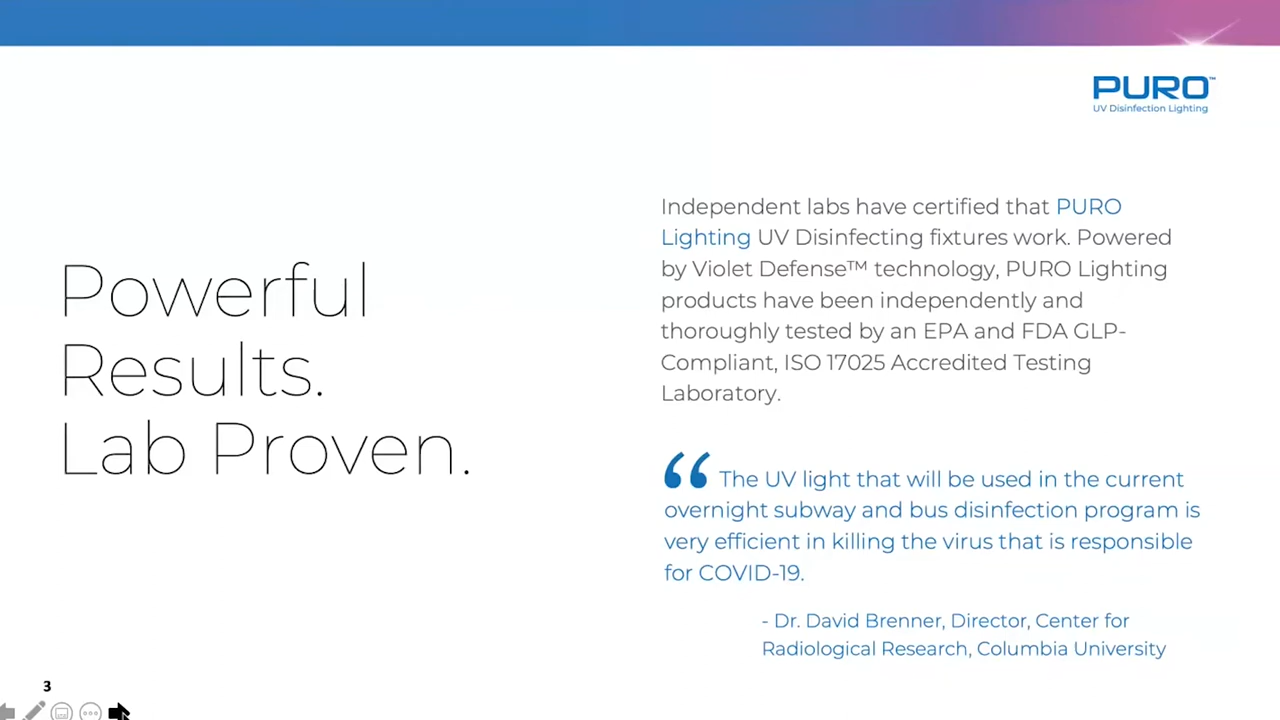 PURO™
UV Disinfection Lighting
Powerful
Results.
Lab Proven.
Independent labs have certified that PURO
Lighting UV Disinfecting fixtures work. Powered
by Violet Defense™ technology, PURO Lighting
products have been independently and
thoroughly tested by an EPA and FDA GLP-
Compliant, ISO 17025 Accredited Testing
Laboratory.
“ The UV light that will be used in the current
overnight subway and bus disinfection program is
very efficient in killing the virus that is responsible
for COVID-19.
- Dr. David Brenner, Director, Center for
Radiological Research, Columbia University
3